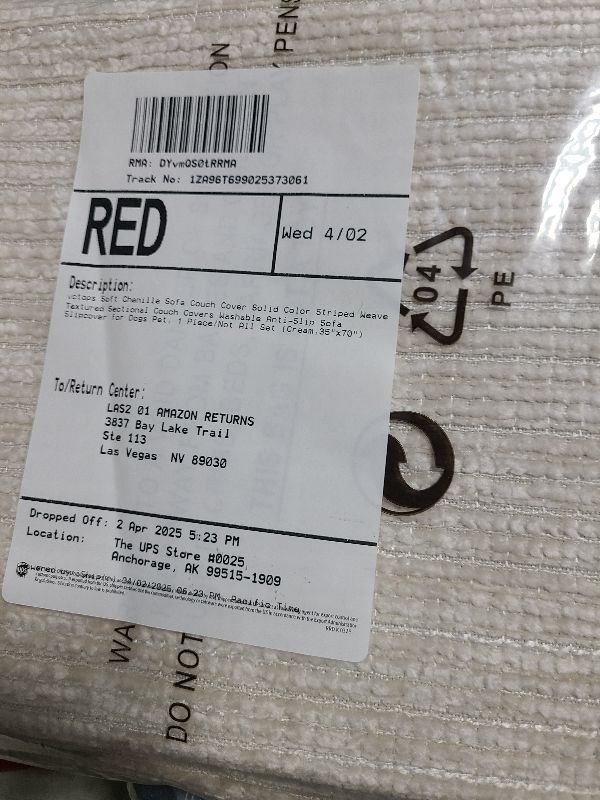 RMA: DYvmQS0tRRMA
Track No: 1ZA96T699025373061
RED
Wed 4/02
Description:
vctops Soft Chenille Sofa Couch Cover Solid Color Striped Weave
Textured Sectional Couch Covers Washable Anti-Slip Sofa
Slipcover for Dogs Pet, 1 Piece/Not All Set (Cream,35"x70")
To/Return Center:
LAS2 01 AMAZON RETURNS
3837 Bay Lake Trail
Ste 113
Las Vegas NV 89030
Dropped Off: 2 Apr 2025 5:23 PM
Location: The UPS Store #0025
Anchorage, AK 99515-1909
04/02/2025 06:23 PM Pacific Time
04
PE
DO NOT